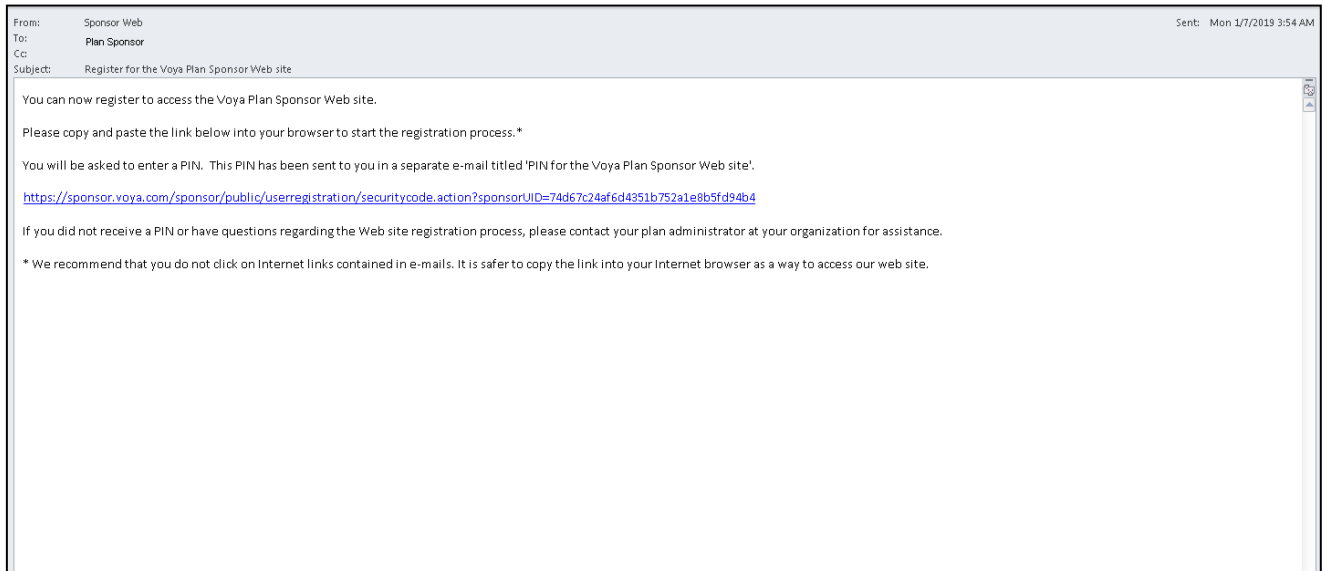 From: Sponsor Web Sent: Mon 1/7/2019 3:54 AM
To: Plan Sponsor
Cc:
Subject: Register for the Voya Plan Sponsor Web site
You can now register to access the Voya Plan Sponsor Web site.
Please copy and paste the link below into your browser to start the registration process.*
You will be asked to enter a PIN.  This PIN has been sent to you in a separate e-mail titled 'PIN for the Voya Plan Sponsor Web site'.
https://sponsor.voya.com/sponsor/public/userregistration/securitycode.action?sponsorUID=74d67c24af6d4351b752a1e8b5fd94b4
If you did not receive a PIN or have questions regarding the Web site registration process, please contact your plan administrator at your organization for assistance.
* We recommend that you do not click on Internet links contained in e-mails. It is safer to copy the link into your Internet browser as a way to access our web site.